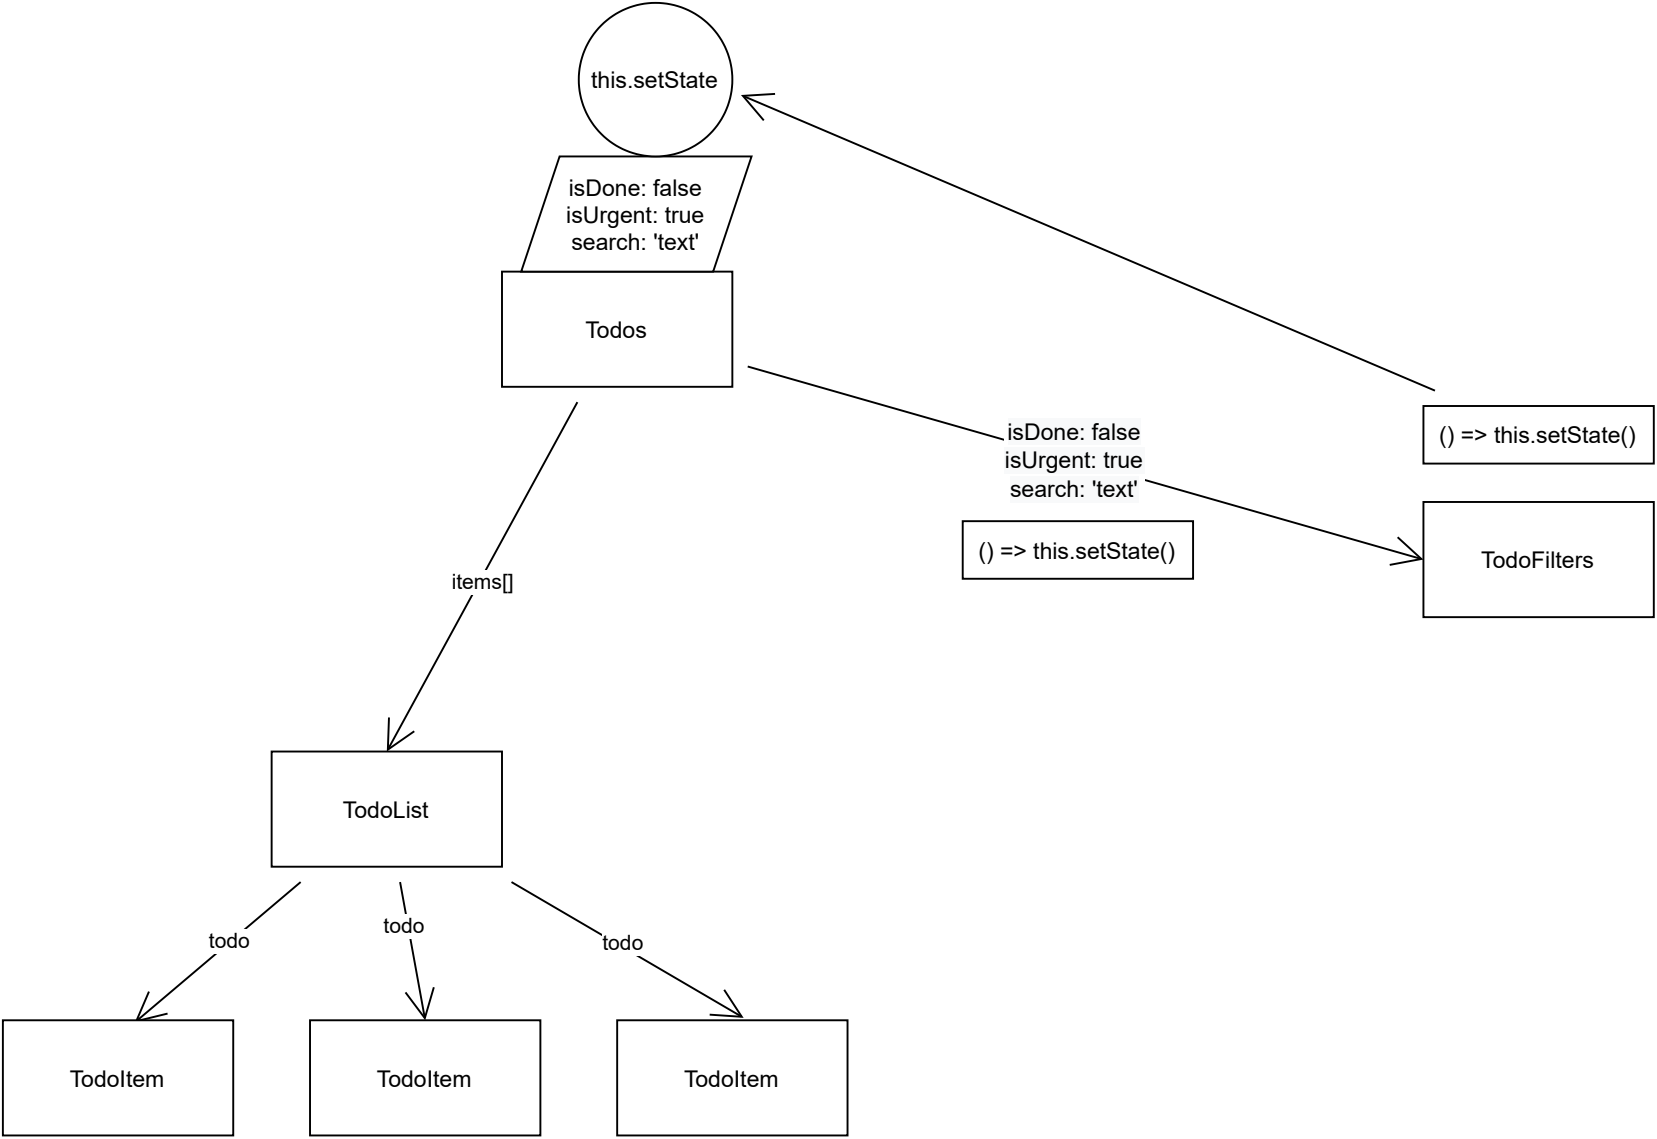 this.setState
isDone: false
isUrgent: true
search: 'text'
Todos
() => this.setState()
isDone: false
isUrgent: true
search: 'text'
() => this.setState()
TodoFilters
items[]
TodoList
todo
todo
todo
TodoItem
TodoItem
TodoItem